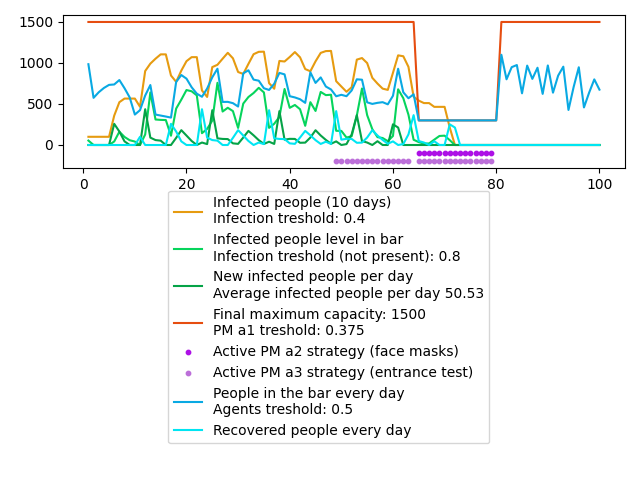 1500
1000
500
0
0
20
40
60
80
100
Infected people (10 days)
Infection treshold: 0.4
Infected people level in bar
Infection treshold (not present): 0.8
New infected people per day
Average infected people per day 50.53
Final maximum capacity: 1500
PM a1 treshold: 0.375
Active PM a2 strategy (face masks)
Active PM a3 strategy (entrance test)
People in the bar every day
Agents treshold: 0.5
Recovered people every day